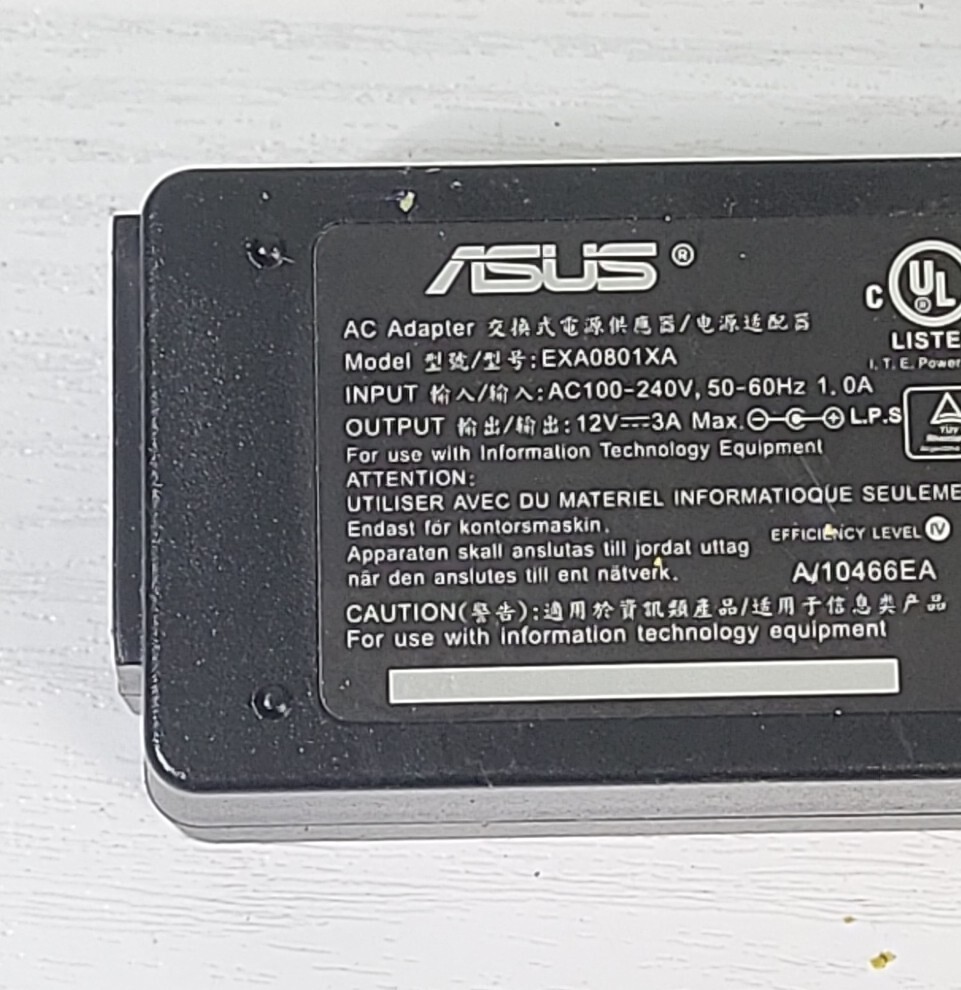 ASUS®
C UL® LISTE
I.T.E. Power
AC Adapter 交換式電源供應器/电源适配器
Model 型號/型号:EXA0801XA
INPUT 輸入/输入:AC100-240V, 50-60Hz 1.0A
OUTPUT 輸出/输出:12V⎓3A Max. L.P.S
TÜV
For use with Information Technology Equipment
ATTENTION:
UTILISER AVEC DU MATERIEL INFORMATIOQUE SEULEME
Endast för kontorsmaskin.
EFFICIENCY LEVEL IV
Apparaten skall anslutas till jordat uttag
när den anslutes till ent nätverk.
A/10466EA
CAUTION(警告):適用於資訊類產品/适用于信息类产品
For use with information technology equipment